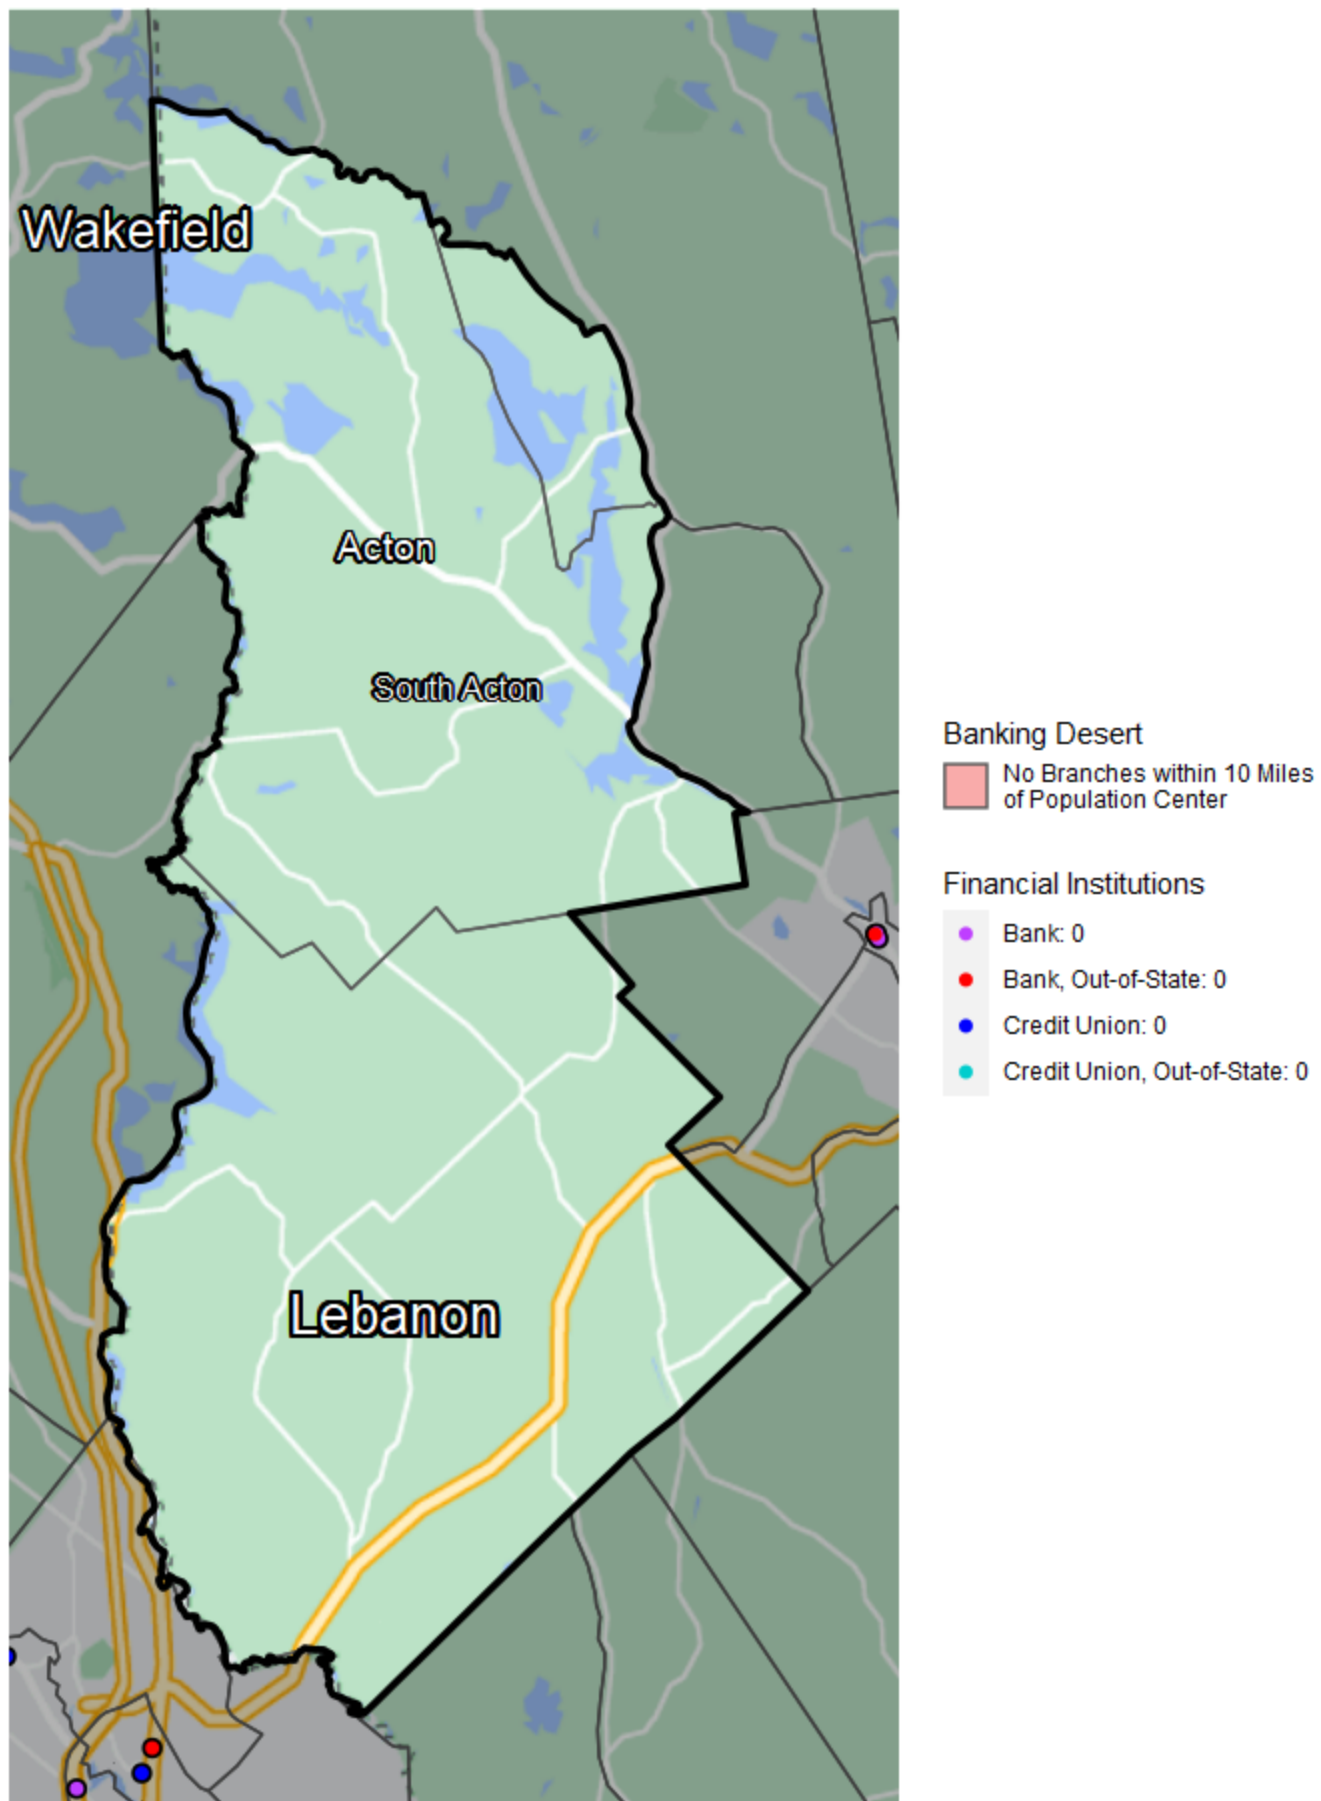 Wakefield
Acton
South Acton
Lebanon
Banking Desert
No Branches within 10 Miles
of Population Center
Financial Institutions
Bank: 0
Bank, Out-of-State: 0
Credit Union: 0
Credit Union, Out-of-State: 0